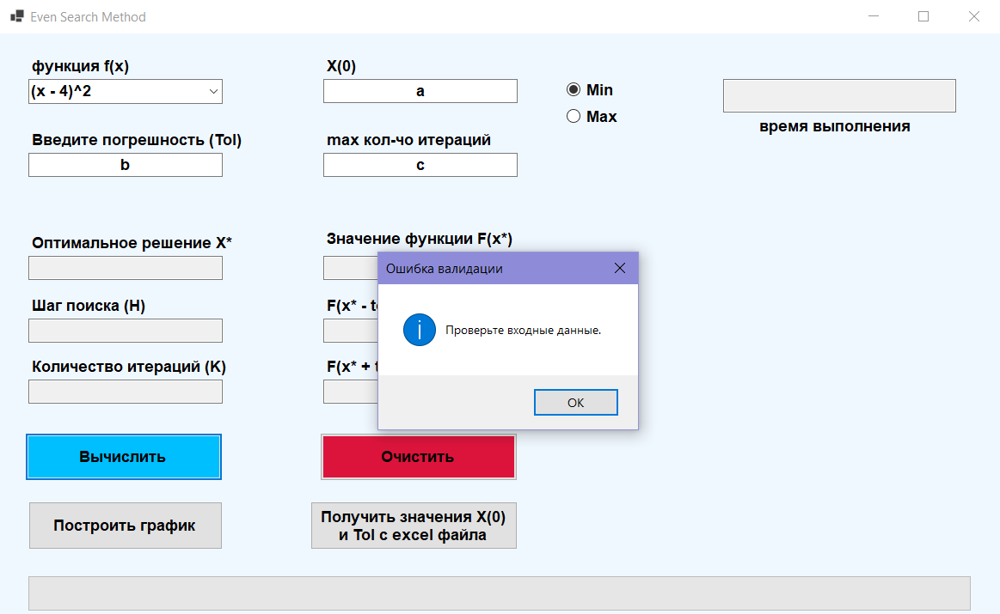 Even Search Method
функция f(x)
(x - 4)^2
X(0)
a
Min
Max
время выполнения
Введите погрешность (Tol)
b
max кол-чо итераций
c
Оптимальное решение X*
Значение функции F(x*)
Шаг поиска (H)
F(x* - t
Количество итераций (K)
F(x* + t
Ошибка валидации
Проверьте входные данные.
OK
Вычислить
Очистить
Построить график
Получить значения X(0)
и Tol с excel файла